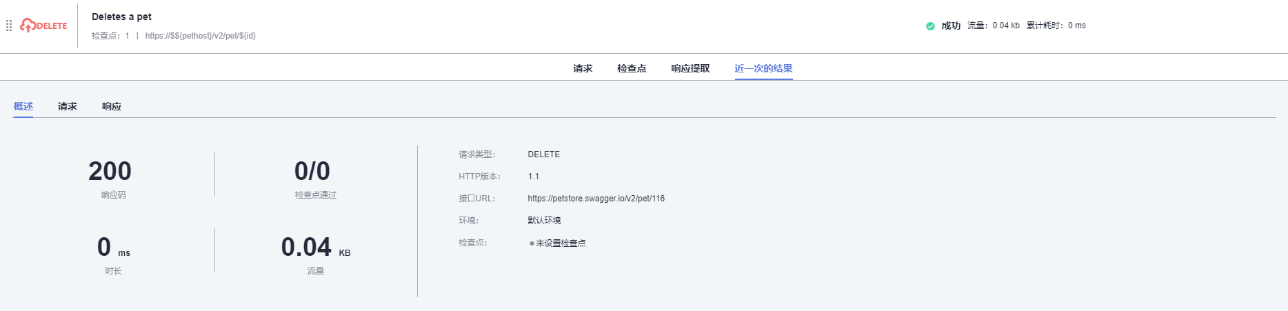 DELETE
Deletes a pet
检查点：1 | https://$${pethost}/v2/pet/${id}
成功 流量：0.04 kb 累计耗时：0 ms
请求 检查点 响应提取 近一次的结果
概述 请求 响应
200
响应码
0/0
检查点通过
0 ms
时长
0.04 KB
流量
请求类型： DELETE
HTTP版本： 1.1
接口URL： https://petstore.swagger.io/v2/pet/116
环境： 默认环境
检查点： 未设置检查点